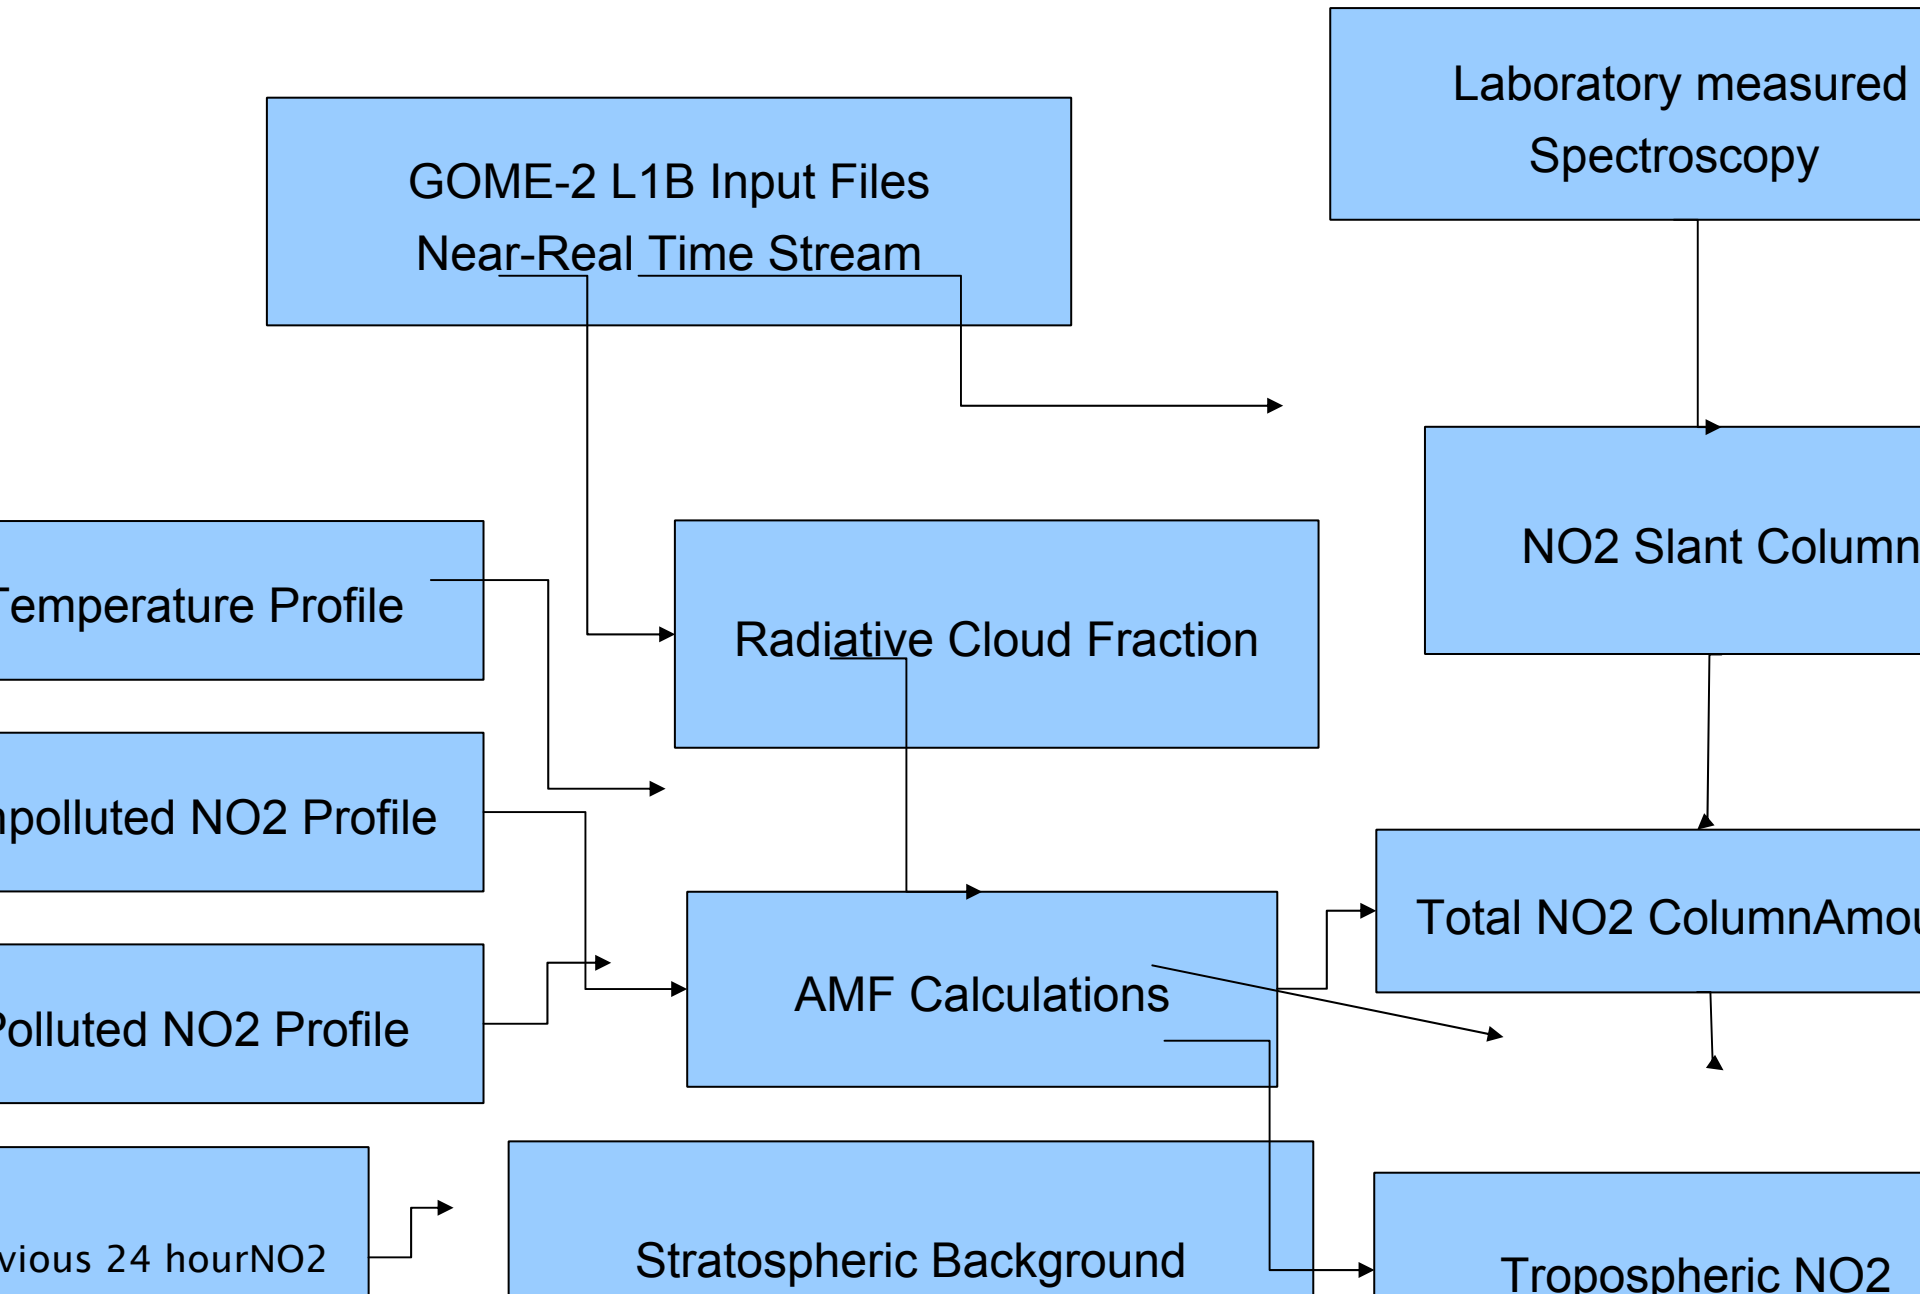 Laboratory measured
Spectroscopy
GOME-2 L1B Input Files
Near-Real Time Stream
NO2 Slant Column
Temperature Profile
Radiative Cloud Fraction
npolluted NO2 Profile
Total NO2 ColumnAmou
AMF Calculations
Polluted NO2 Profile
vious 24 hourNO2
Stratospheric Background
Tropospheric NO2